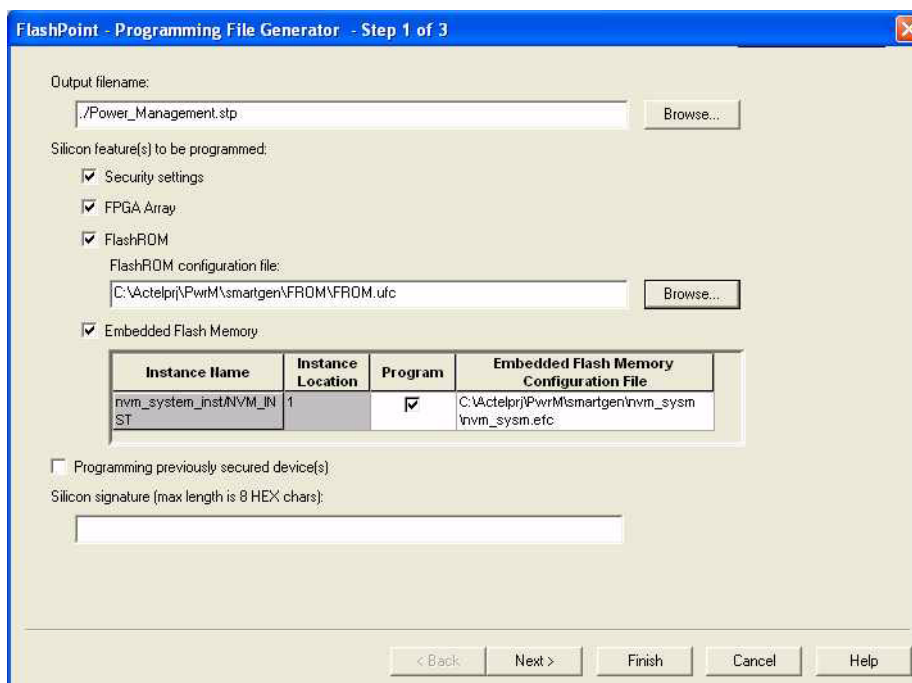 FlashPoint - Programming File Generator - Step 1 of 3
Output filename:
./Power_Management.stp
Browse...
Silicon feature(s) to be programmed:
Security settings
FPGA Array
FlashROM
FlashROM configuration file:
C:\Actelprj\PwrM\smartgen\FROM\FROM.ufc
Browse...
Embedded Flash Memory
Instance Name
Instance
Location
Program
Embedded Flash Memory
Configuration File
nvm_system_inst/NVM_IN
ST
1
C:\Actelprj\PwrM\smartgen\nvm_sysm
\nvm_sysm.efc
Programming previously secured device(s)
Silicon signature (max length is 8 HEX chars):
< Back
Next >
Finish
Cancel
Help